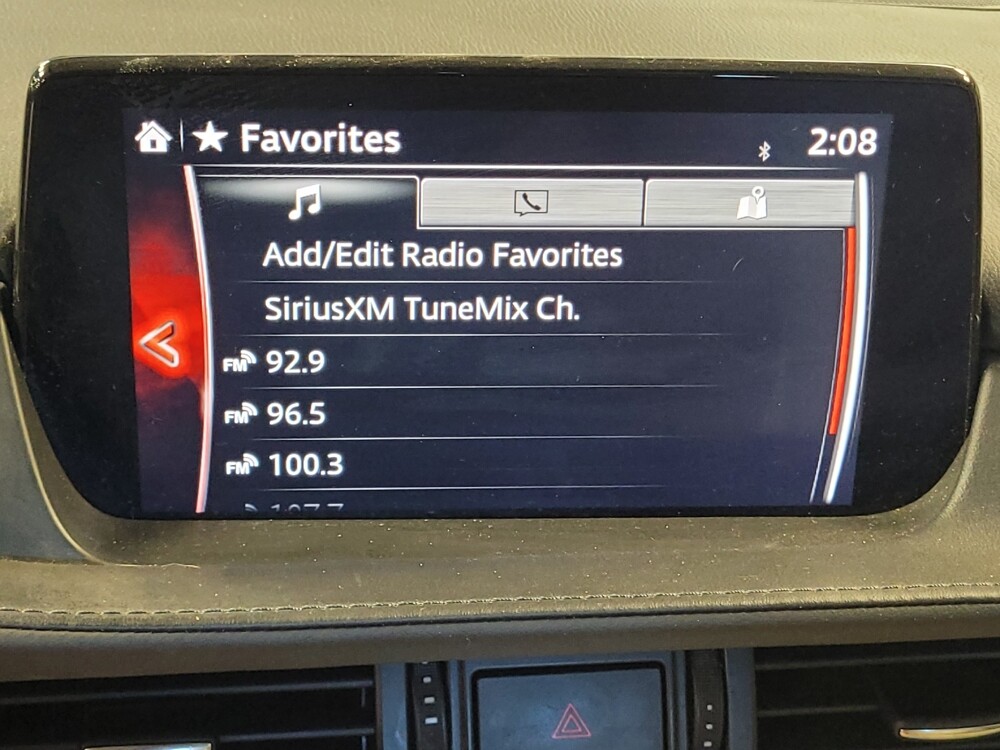 Favorites
2:08
Add/Edit Radio Favorites
SiriusXM TuneMix Ch.
FM 92.9
FM 96.5
FM 100.3